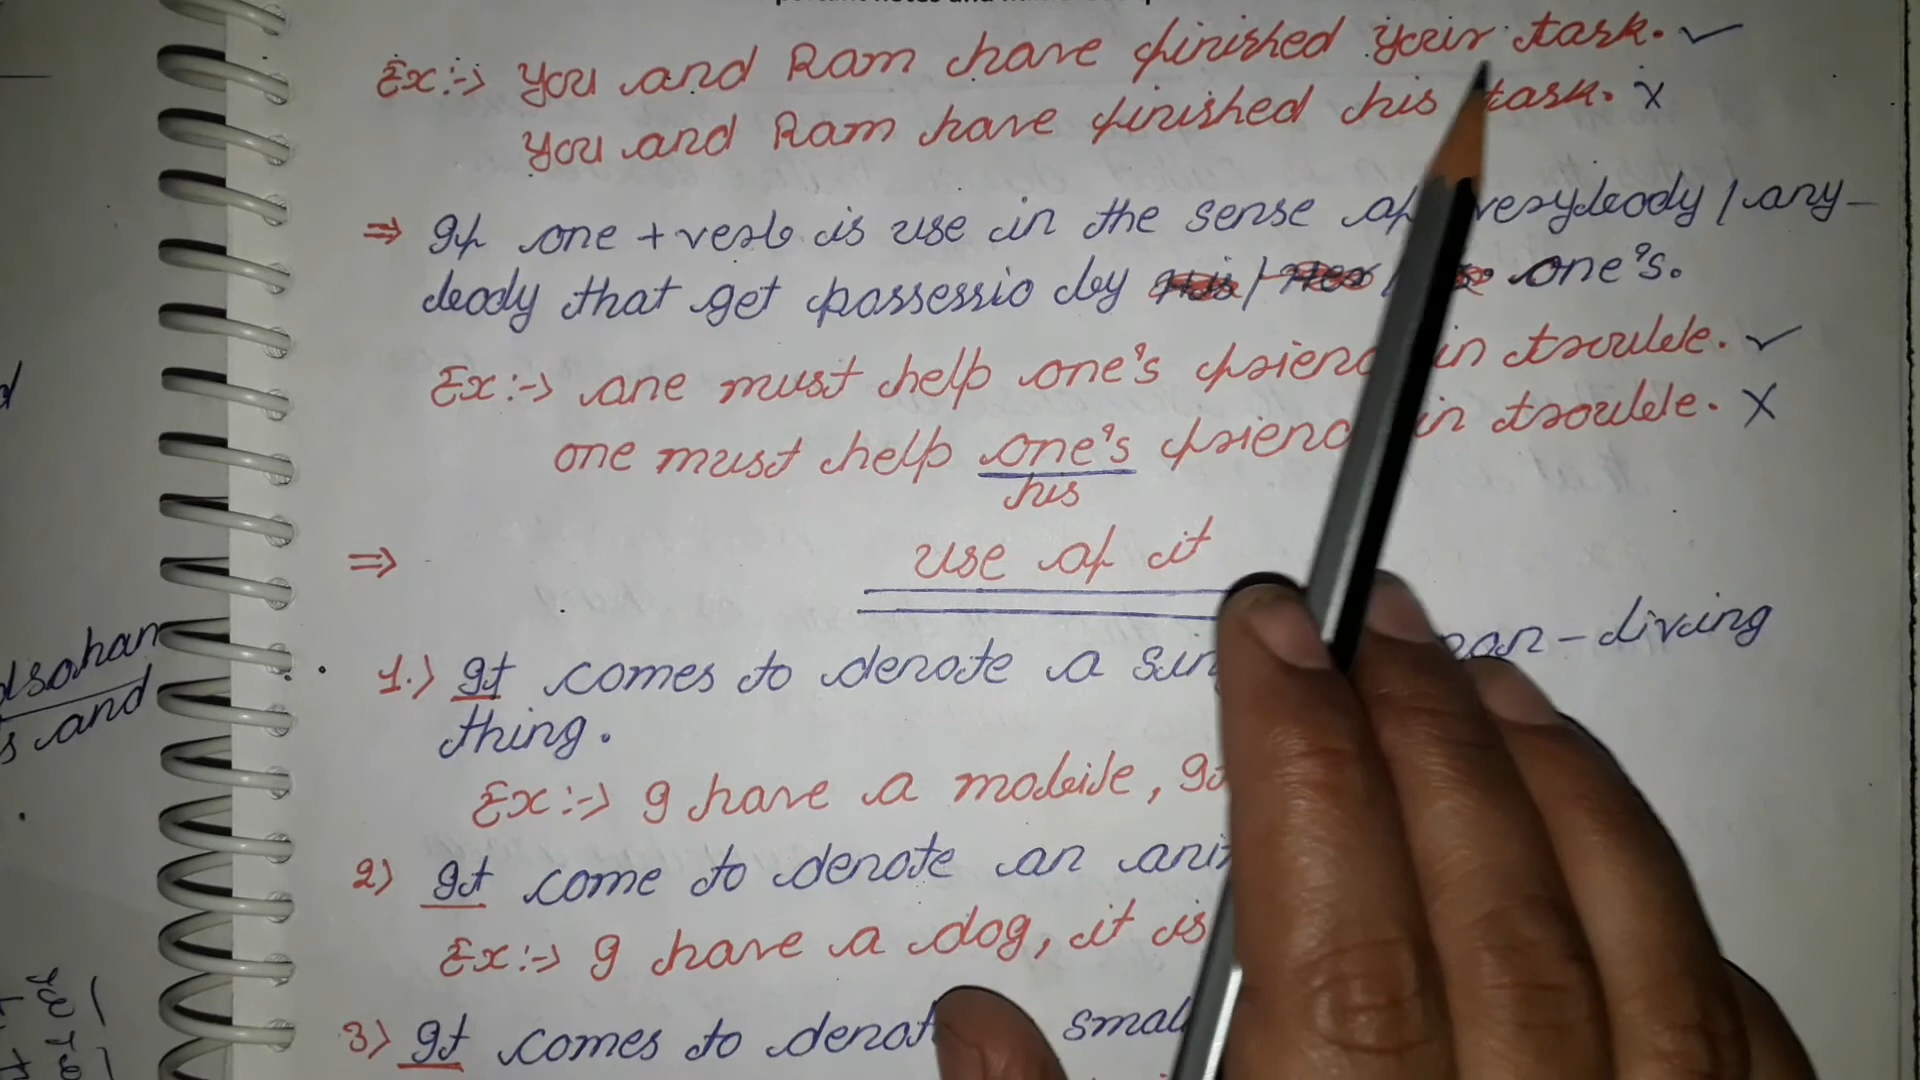 Ex:-> You and Ram have finished your task. ✓
You and Ram have finished his task. X
=> If one + verb is use in the sense of everybody / any-
body that get possessio by one's.
Ex:-> one must help one's friend in trouble. ✓
one must help one's friend in trouble. X
his
=> use of it
1.) It comes to denote a non-living
thing.
Ex:-> I have a mobile, It
2) It come to denote an
Ex:-> I have a dog, it is
3) It comes to
and
s and